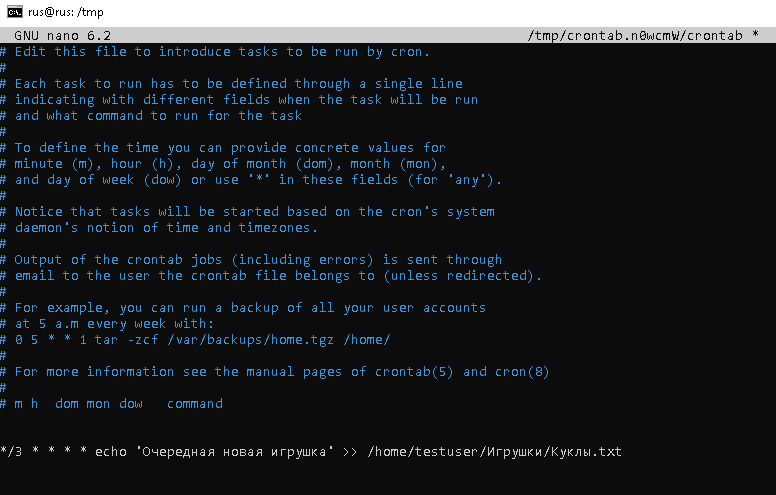 rus@rus: /tmp
GNU nano 6.2 /tmp/crontab.n0wcmW/crontab *
# Edit this file to introduce tasks to be run by cron.
#
# Each task to run has to be defined through a single line
# indicating with different fields when the task will be run
# and what command to run for the task
#
# To define the time you can provide concrete values for
# minute (m), hour (h), day of month (dom), month (mon),
# and day of week (dow) or use '*' in these fields (for 'any').
#
# Notice that tasks will be started based on the cron's system
# daemon's notion of time and timezones.
#
# Output of the crontab jobs (including errors) is sent through
# email to the user the crontab file belongs to (unless redirected).
#
# For example, you can run a backup of all your user accounts
# at 5 a.m every week with:
# 0 5 * * 1 tar -zcf /var/backups/home.tgz /home/
#
# For more information see the manual pages of crontab(5) and cron(8)
#
# m h  dom mon dow   command
*/3 * * * * echo 'Очередная новая игрушка' >> /home/testuser/Игрушки/Куклы.txt